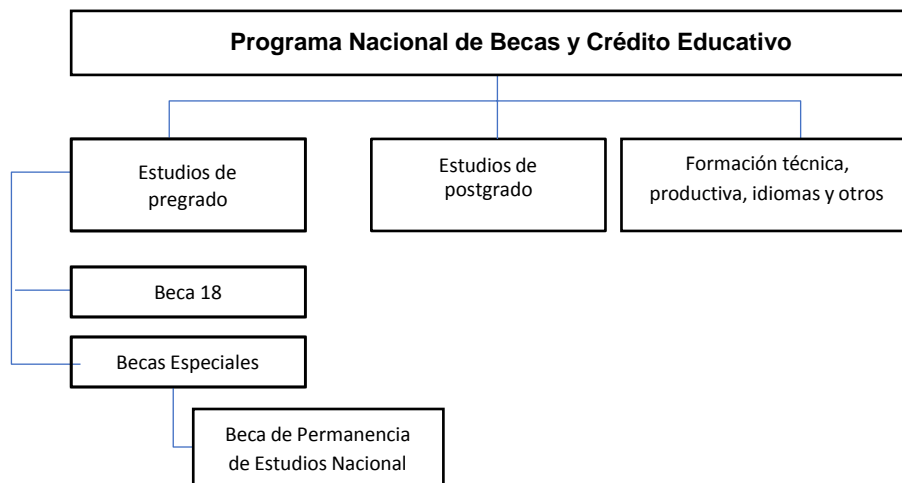 Programa Nacional de Becas y Crédito Educativo
Estudios de
pregrado
Estudios de
postgrado
Formación técnica,
productiva, idiomas y otros
Beca 18
Becas Especiales
Beca de Permanencia
de Estudios Nacional